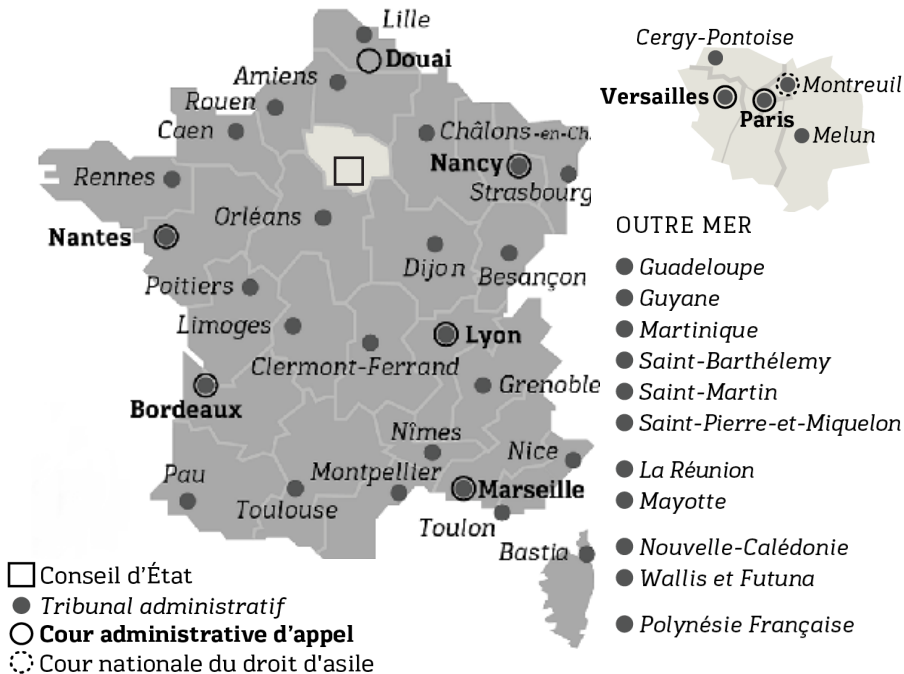 Lille
Douai
Amiens
Rouen
Caen
Châlons-en-Ch.
Nancy
Strasbourg
Rennes
Orléans
Nantes
Dijon
Besançon
Poitiers
Limoges
Lyon
Clermont-Ferrand
Grenoble
Bordeaux
Nîmes
Nice
Pau
Montpellier
Marseille
Toulouse
Toulon
Bastia
Conseil d'État
Tribunal administratif
Cour administrative d'appel
Cour nationale du droit d'asile
Cergy-Pontoise
Montreuil
Versailles
Paris
Melun
OUTRE MER
Guadeloupe
Guyane
Martinique
Saint-Barthélemy
Saint-Martin
Saint-Pierre-et-Miquelon
La Réunion
Mayotte
Nouvelle-Calédonie
Wallis et Futuna
Polynésie Française